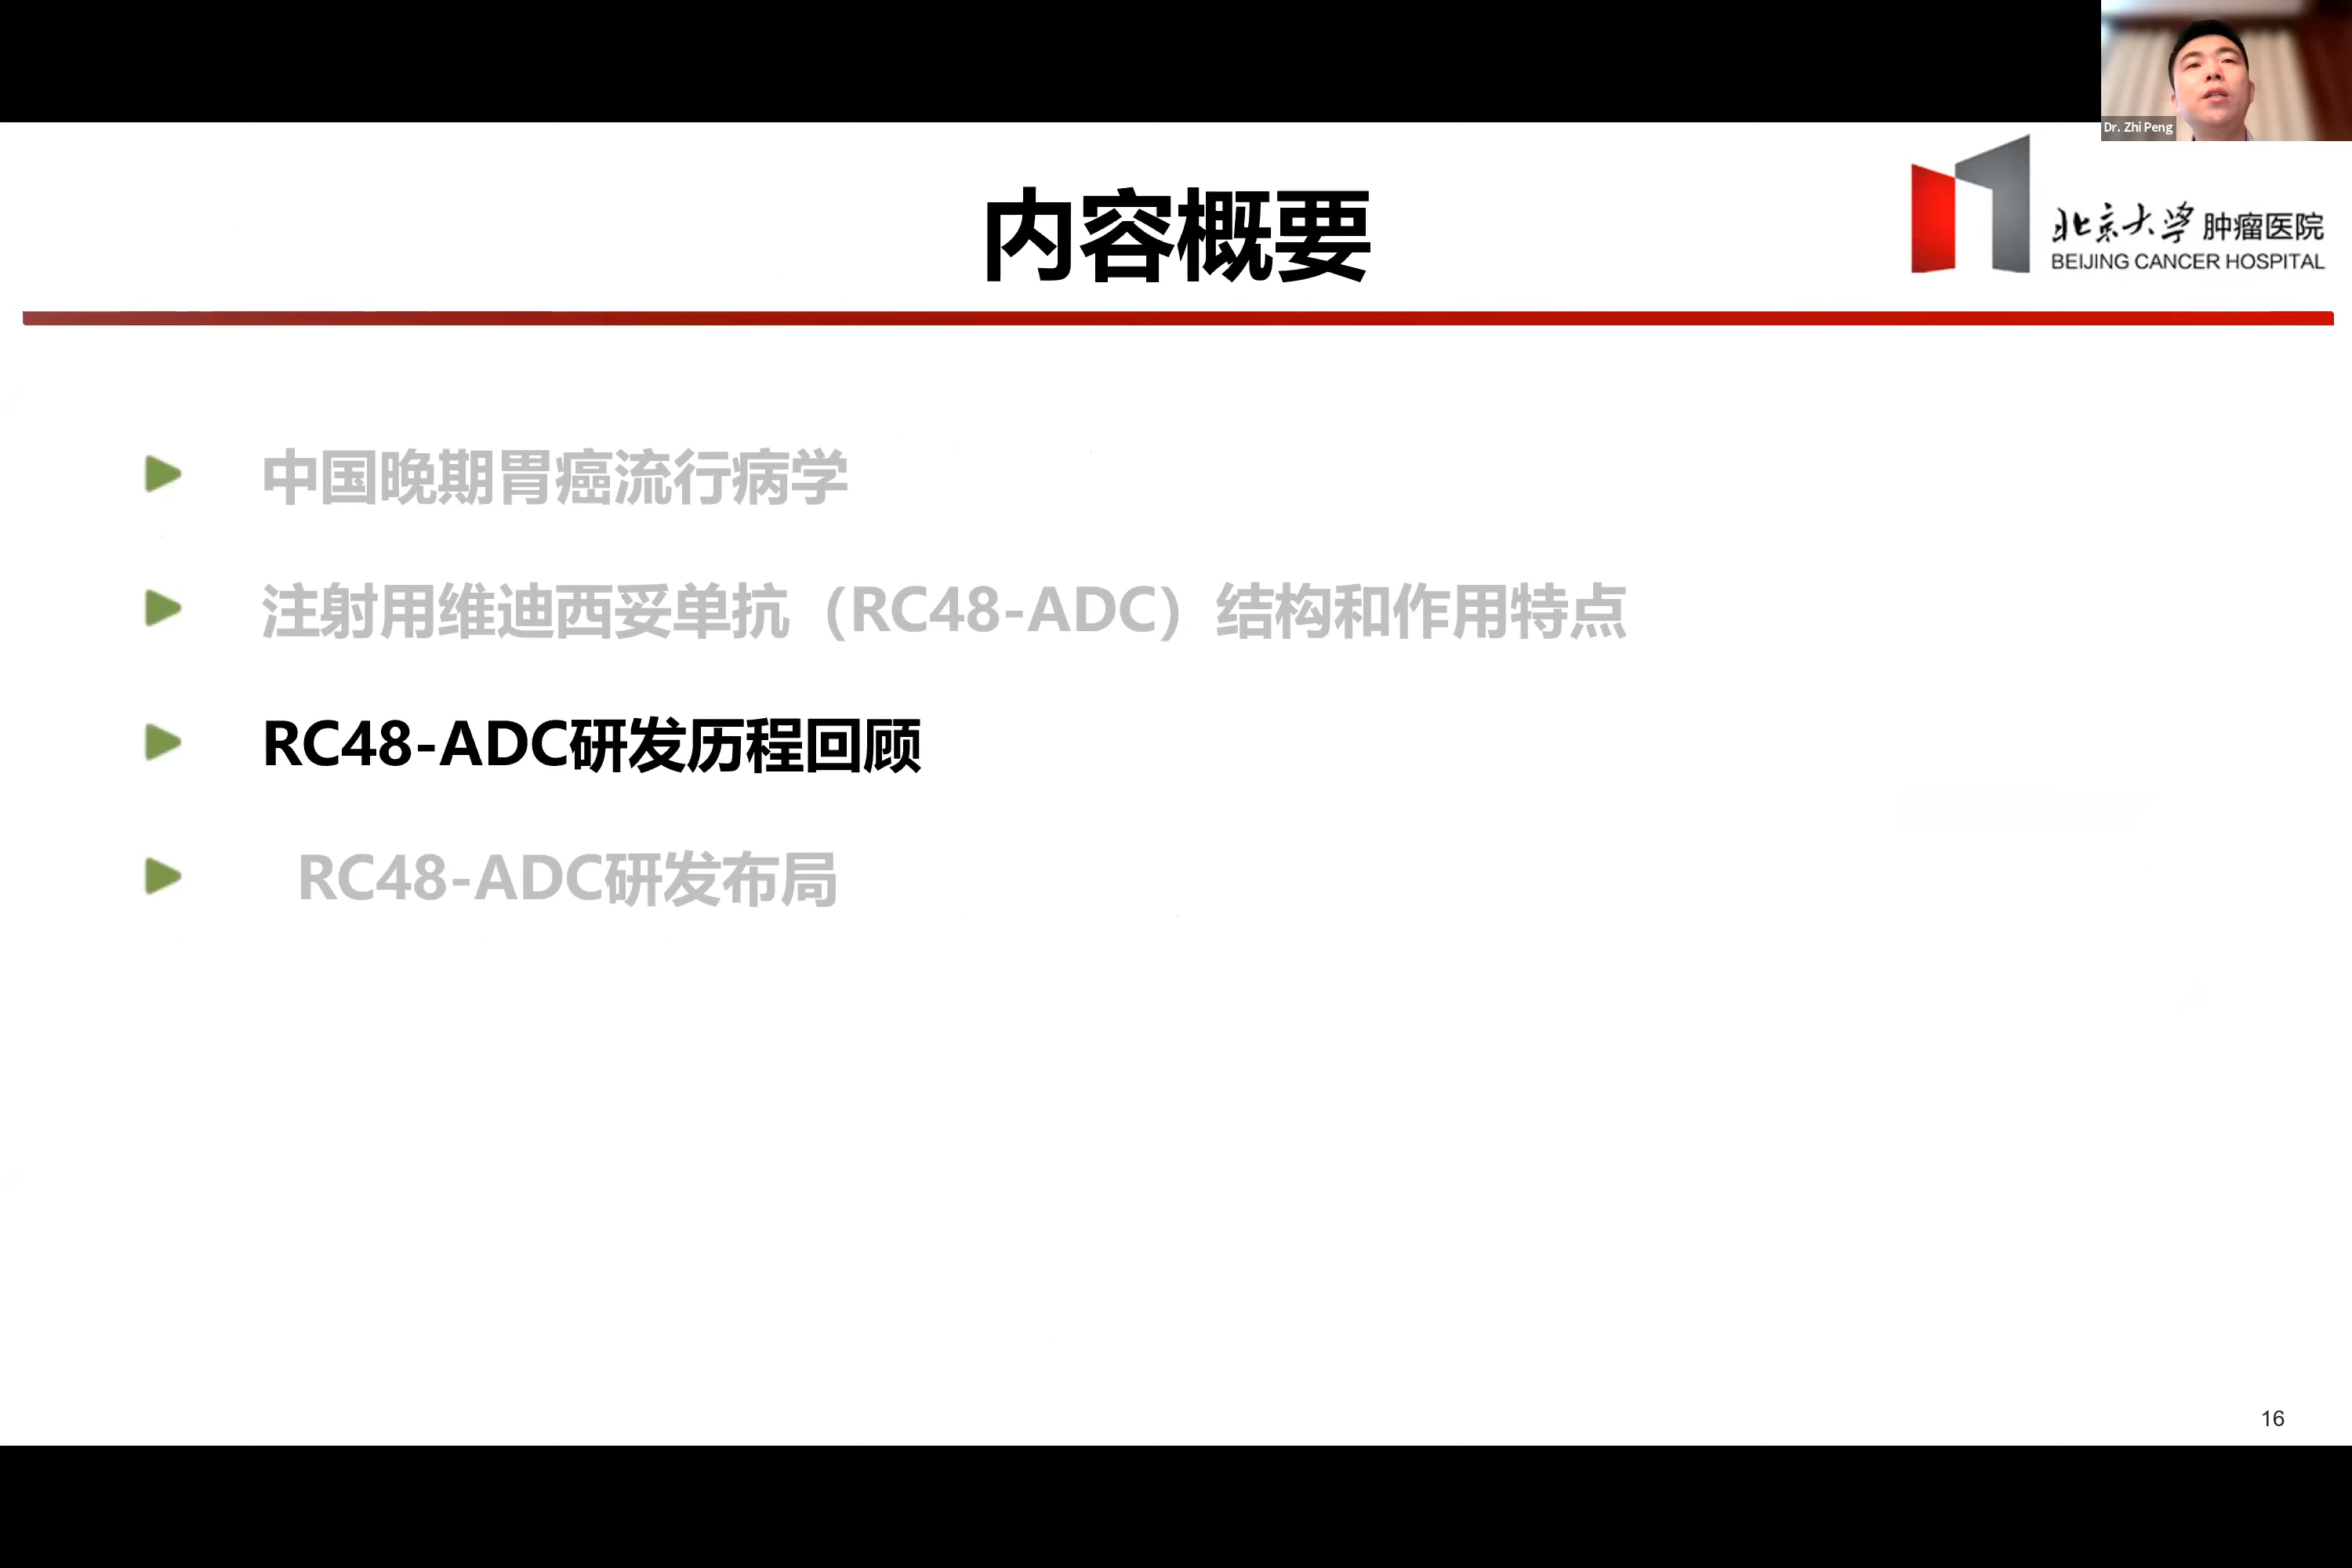 Dr. Zhi Peng
内容概要
北京大学 肿瘤医院
BEIJING CANCER HOSPITAL
中国晚期胃癌流行病学
注射用维迪西妥单抗（RC48-ADC）结构和作用特点
RC48-ADC研发历程回顾
RC48-ADC研发布局
16